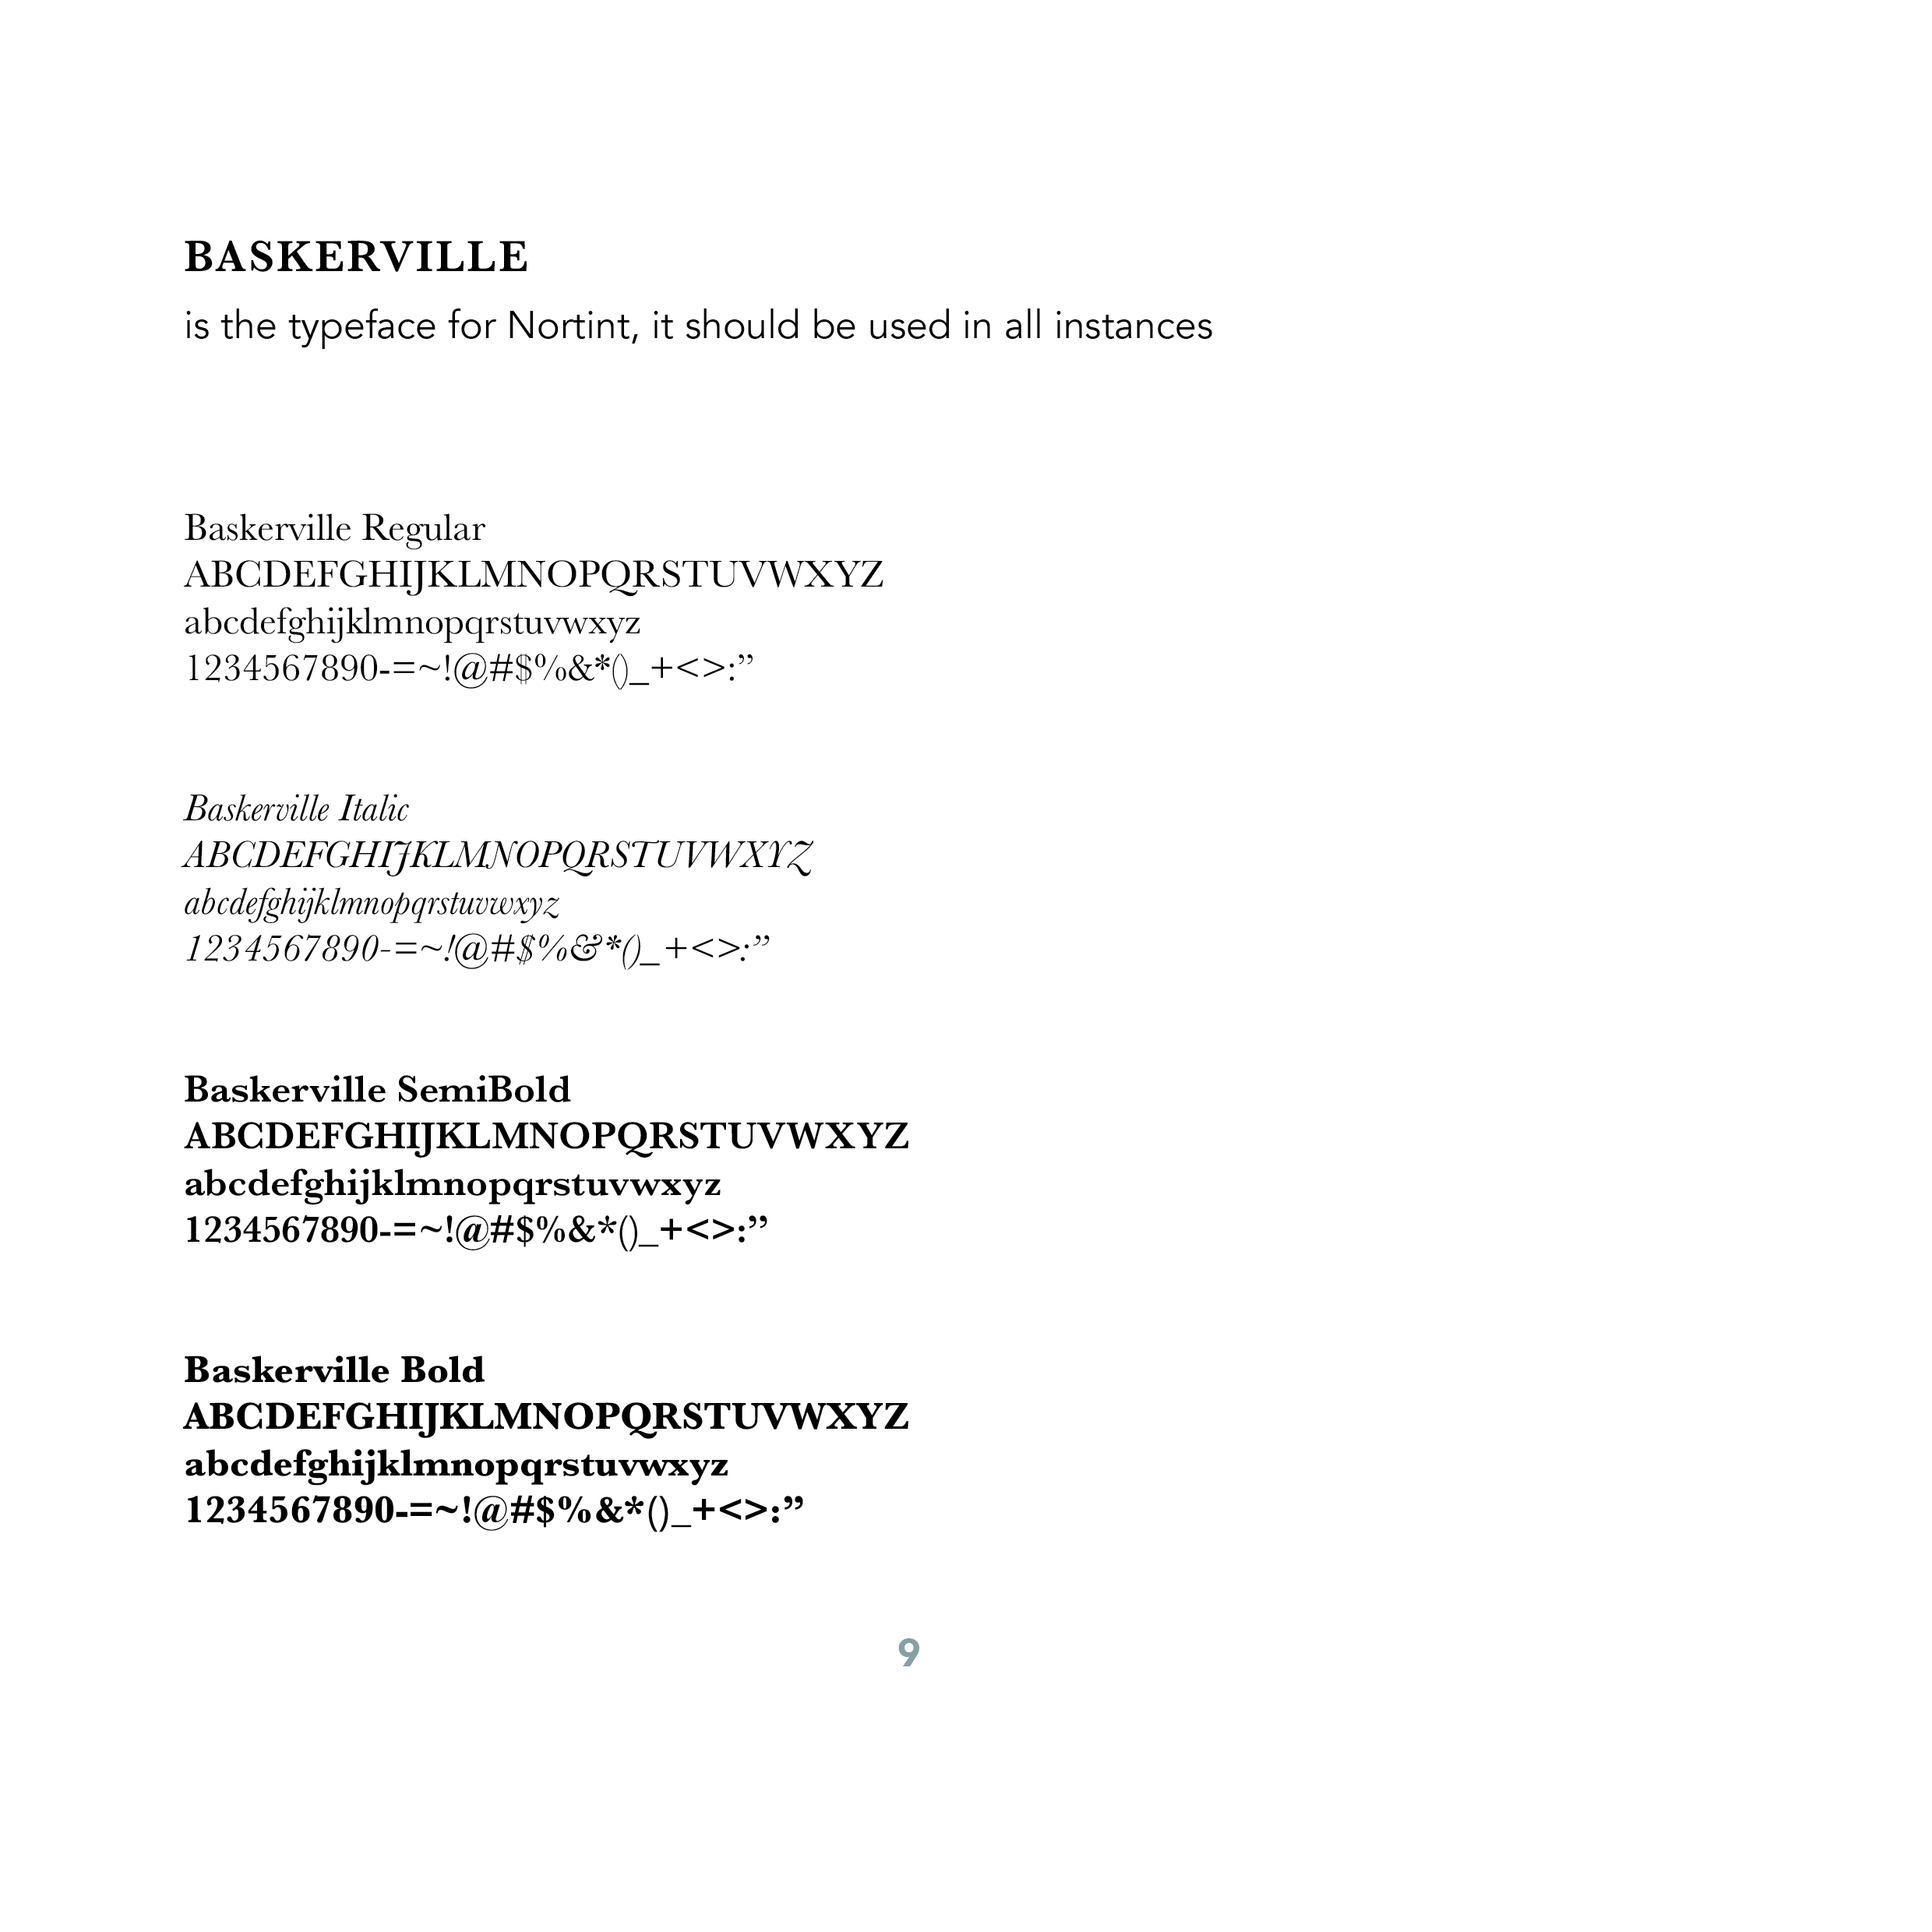 BASKERVILLE
is the typeface for Nortint, it should be used in all instances
Baskerville Regular
ABCDEFGHIJKLMNOPQRSTUVWXYZ
abcdefghijklmnopqrstuvwxyz
1234567890-=~!@#$%&*()_+<>:”
Baskerville Italic
ABCDEFGHIJKLMNOPQRSTUVWXYZ
abcdefghijklmnopqrstuvwxyz
1234567890-=~!@#$%&*()_+<>:”
Baskerville SemiBold
ABCDEFGHIJKLMNOPQRSTUVWXYZ
abcdefghijklmnopqrstuvwxyz
1234567890-=~!@#$%&*()_+<>:”
Baskerville Bold
ABCDEFGHIJKLMNOPQRSTUVWXYZ
abcdefghijklmnopqrstuvwxyz
1234567890-=~!@#$%&*()_+<>:”
9